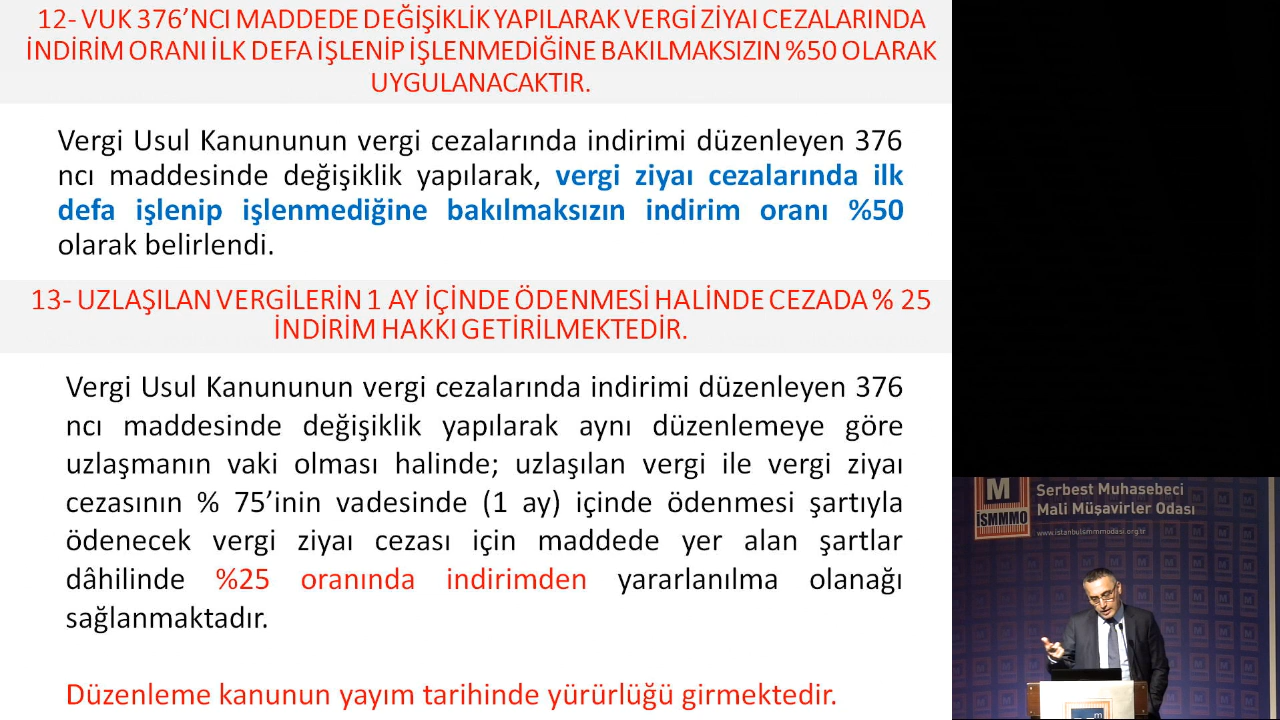 12- VUK 376’NCI MADDEDE DEĞİŞİKLİK YAPILARAK VERGİ ZİYAI CEZALARINDA
İNDİRİM ORANI İLK DEFA İŞLENİP İŞLENMEDİĞİNE BAKILMAKSIZIN %50 OLARAK
UYGULANACAKTIR.
Vergi Usul Kanununun vergi cezalarında indirimi düzenleyen 376
ncı maddesinde değişiklik yapılarak, vergi ziyaı cezalarında ilk
defa işlenip işlenmediğine bakılmaksızın indirim oranı %50
olarak belirlendi.
13- UZLAŞILAN VERGİLERİN 1 AY İÇİNDE ÖDENMESİ HALİNDE CEZADA % 25
İNDİRİM HAKKI GETİRİLMEKTEDİR.
Vergi Usul Kanununun vergi cezalarında indirimi düzenleyen 376
ncı maddesinde değişiklik yapılarak aynı düzenlemeye göre
uzlaşmanın vaki olması halinde; uzlaşılan vergi ile vergi ziyaı
cezasının % 75’inin vadesinde (1 ay) içinde ödenmesi şartıyla
ödenecek vergi ziyaı cezası için maddede yer alan şartlar
dâhilinde %25 oranında indirimden yararlanılma olanağı
sağlanmaktadır.
Düzenleme kanunun yayım tarihinde yürürlüğü girmektedir.
M
İSMMMO
Serbest Muhasebeci
Mali Müşavirler Odası
www.istanbulsmmmodasi.org.tr